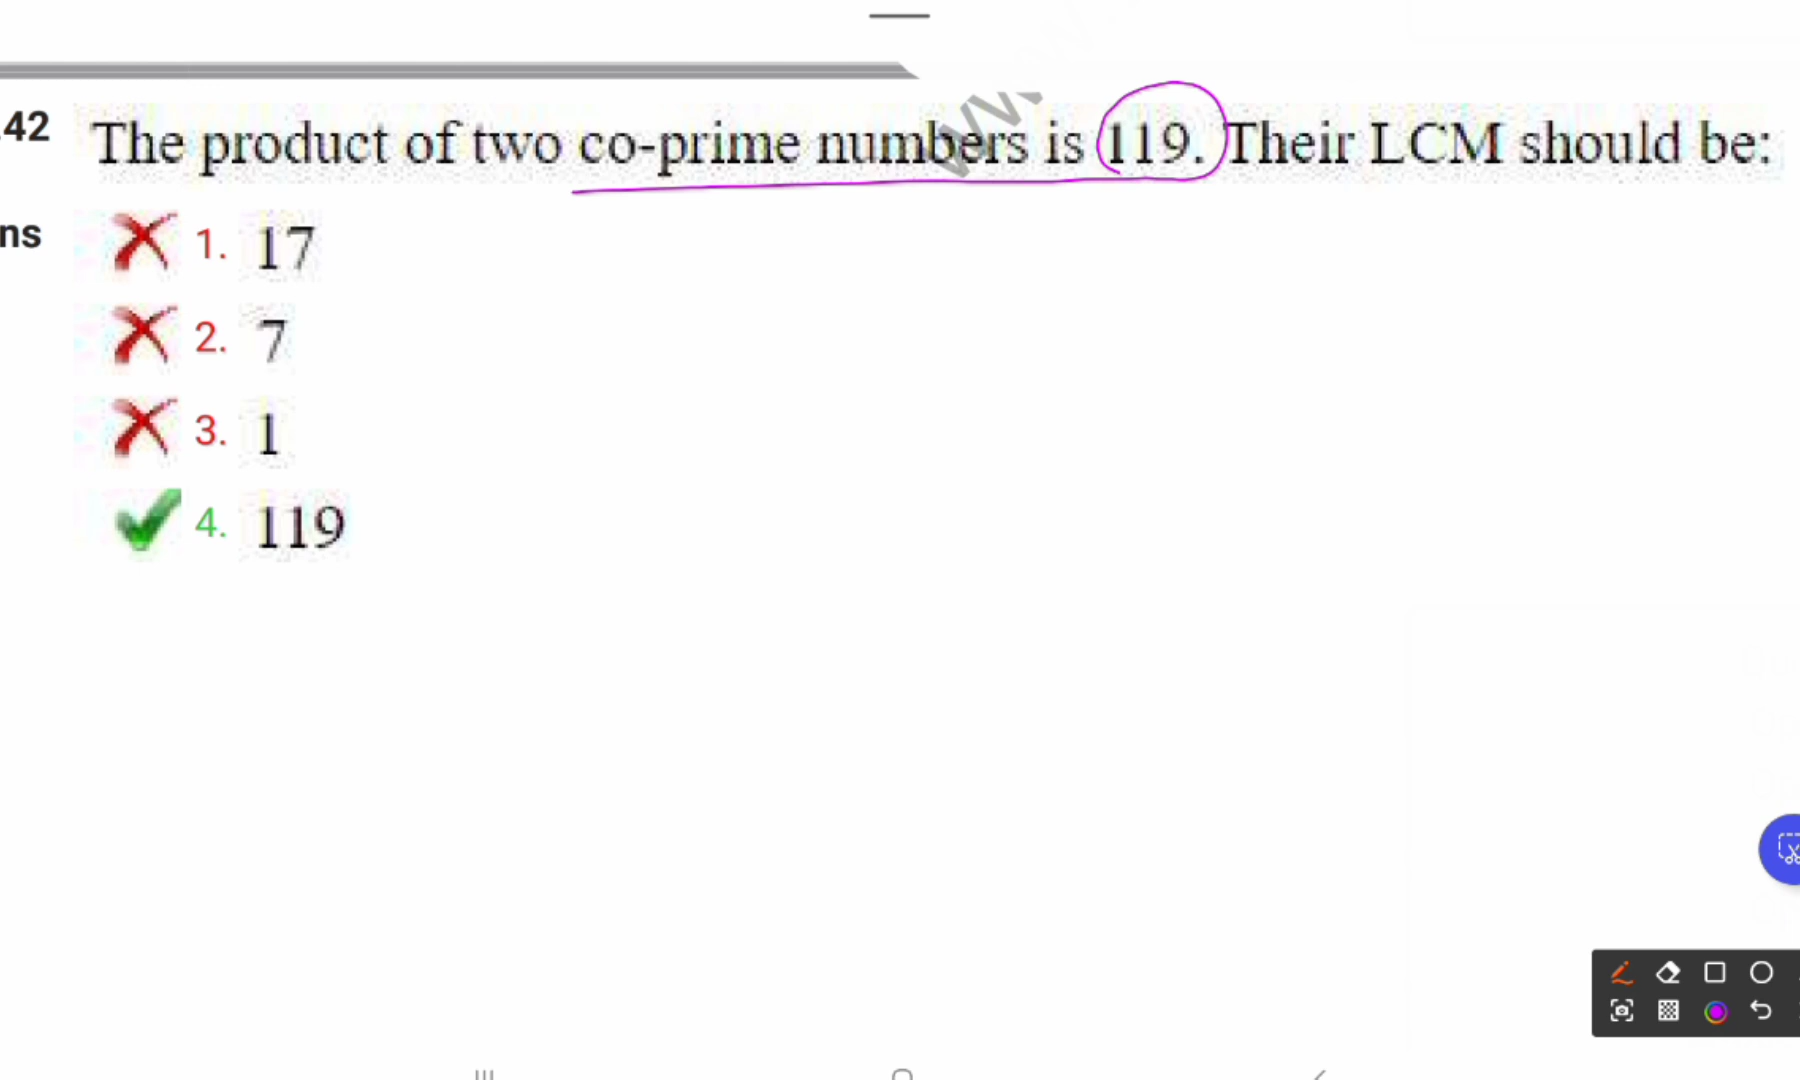 .42 The product of two co-prime numbers is 119. Their LCM should be:
ns 1. 17
2. 7
3. 1
4. 119